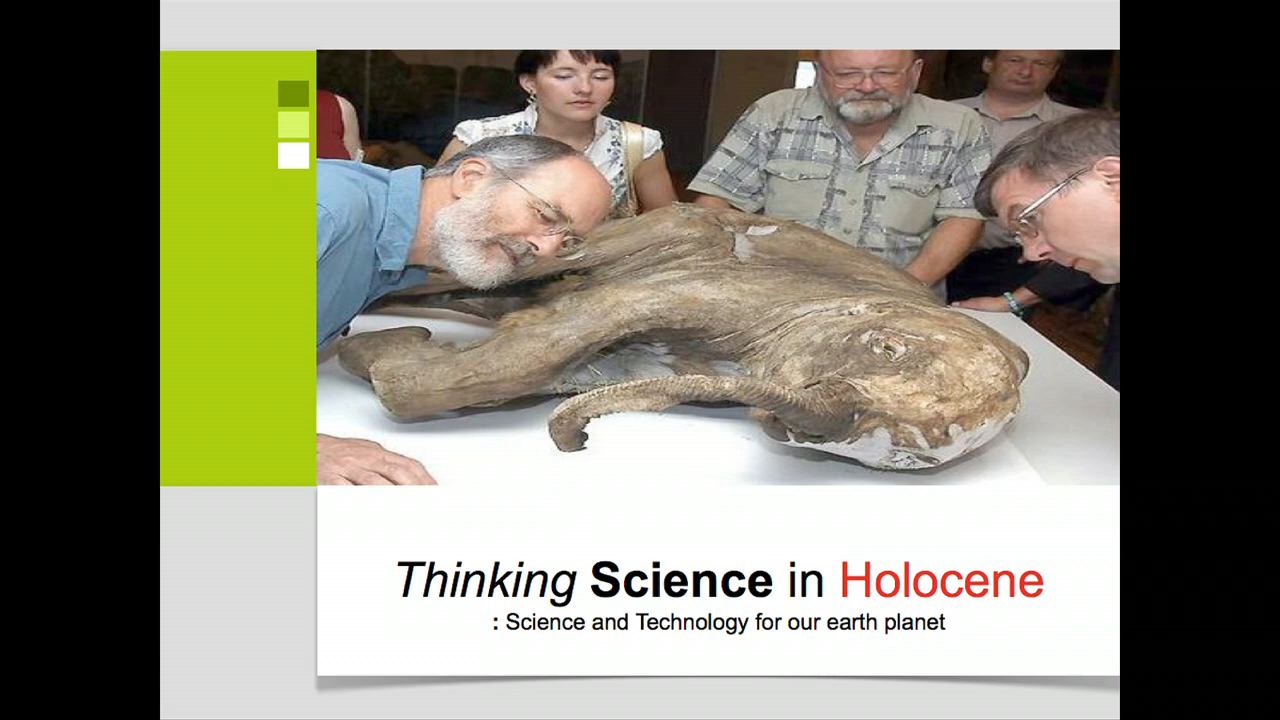 Thinking Science in Holocene
: Science and Technology for our earth planet